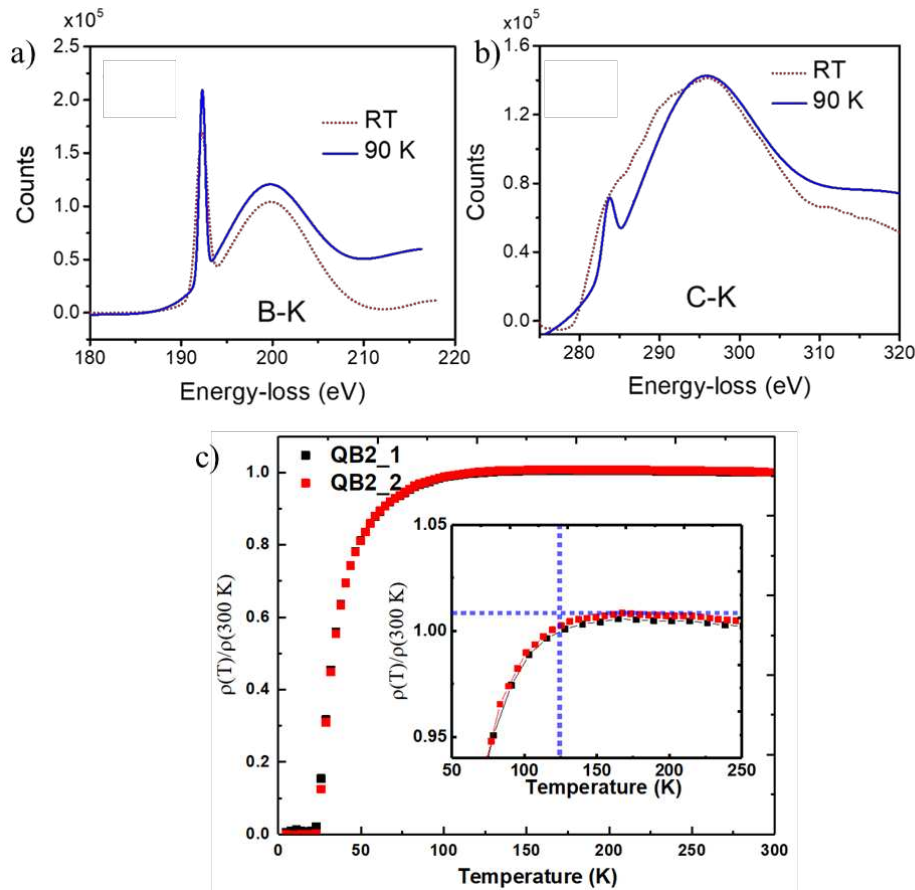 a)
x10⁵
Counts
2.5
2.0
1.5
1.0
0.5
0.0
RT
90 K
B-K
180 190 200 210 220
Energy-loss (eV)
b)
x10⁵
Counts
1.6
1.2
0.8
0.4
0.0
RT
90 K
C-K
280 290 300 310 320
Energy-loss (eV)
c)
ρ(T)/ρ(300 K)
1.0
0.8
0.6
0.4
0.2
0.0
QB2_1
QB2_2
ρ(T)/ρ(300 K)
1.05
1.00
0.95
50 100 150 200 250
Temperature (K)
0 50 100 150 200 250 300
Temperature (K)